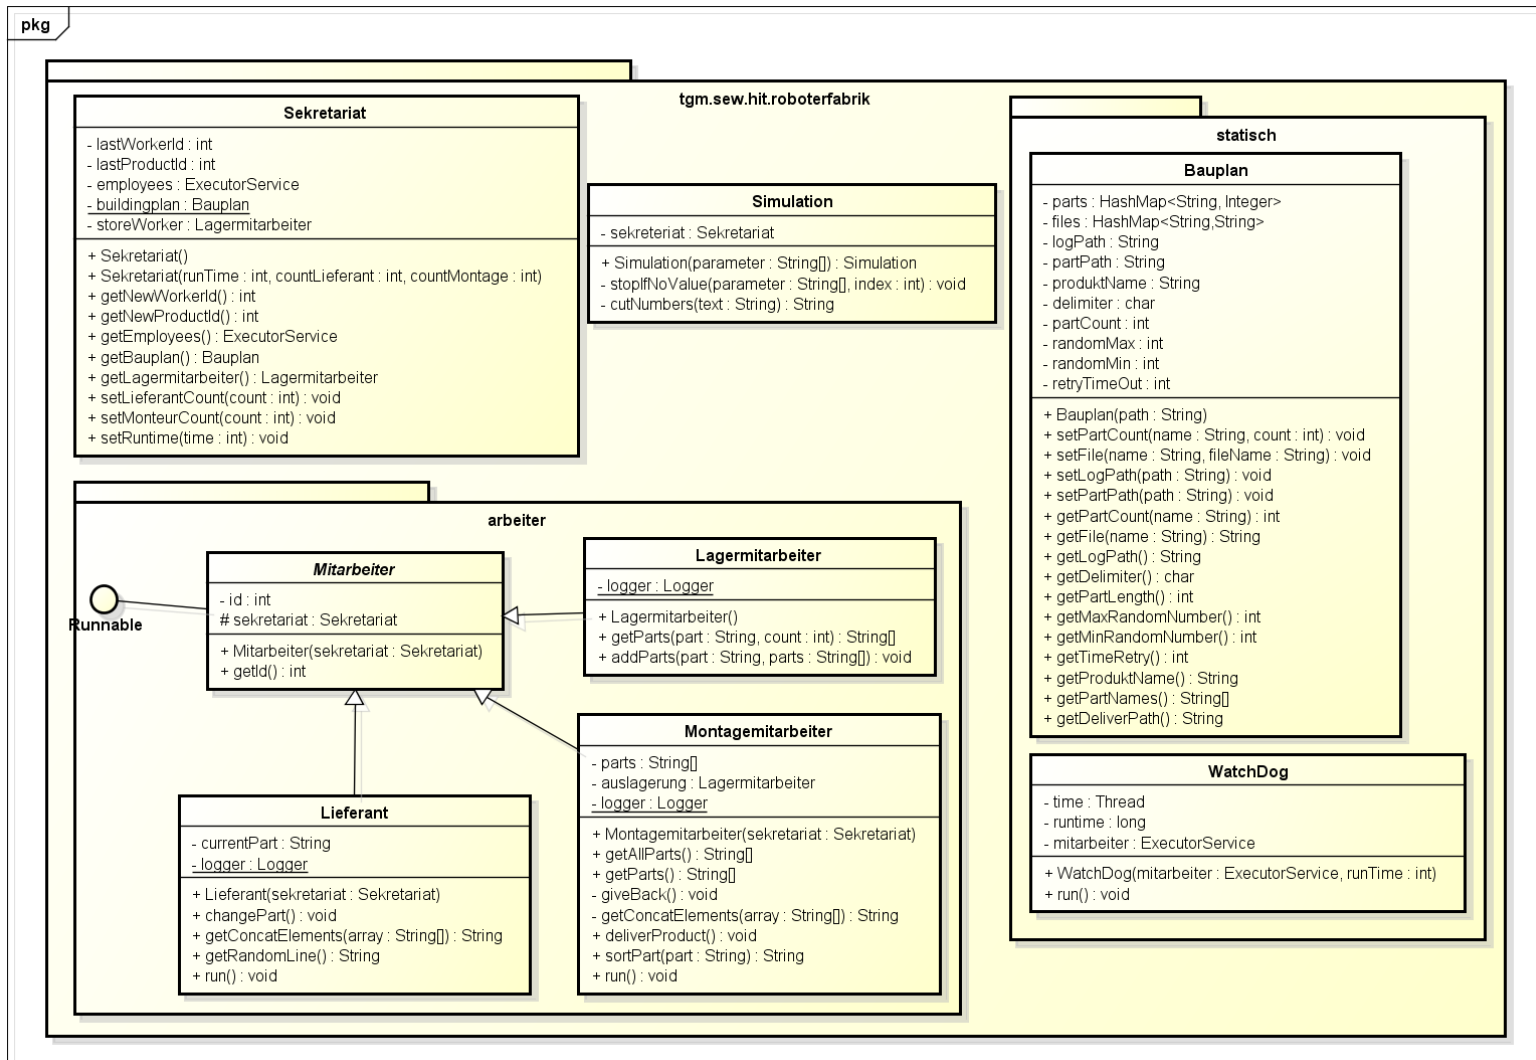 pkg
tgm.sew.hit.roboterfabrik
Sekretariat
- lastWorkerId : int
- lastProductId : int
- employees : ExecutorService
- buildingplan : Bauplan
- storeWorker : Lagermitarbeiter
+ Sekretariat()
+ Sekretariat(runTime : int, countLieferant : int, countMontage : int)
+ getNewWorkerId() : int
+ getNewProductId() : int
+ getEmployees() : ExecutorService
+ getBauplan() : Bauplan
+ getLagermitarbeiter() : Lagermitarbeiter
+ setLieferantCount(count : int) : void
+ setMonteurCount(count : int) : void
+ setRuntime(time : int) : void
Simulation
- sekreteriat : Sekretariat
+ Simulation(parameter : String[]) : Simulation
- stopIfNoValue(parameter : String[], index : int) : void
- cutNumbers(text : String) : String
statisch
Bauplan
- parts : HashMap<String, Integer>
- files : HashMap<String,String>
- logPath : String
- partPath : String
- produktName : String
- delimiter : char
- partCount : int
- randomMax : int
- randomMin : int
- retryTimeOut : int
+ Bauplan(path : String)
+ setPartCount(name : String, count : int) : void
+ setFile(name : String, fileName : String) : void
+ setLogPath(path : String) : void
+ setPartPath(path : String) : void
+ getPartCount(name : String) : int
+ getFile(name : String) : String
+ getLogPath() : String
+ getDelimiter() : char
+ getPartLength() : int
+ getMaxRandomNumber() : int
+ getMinRandomNumber() : int
+ getTimeRetry() : int
+ getProduktName() : String
+ getPartNames() : String[]
+ getDeliverPath() : String
WatchDog
- time : Thread
- runtime : long
- mitarbeiter : ExecutorService
+ WatchDog(mitarbeiter : ExecutorService, runTime : int)
+ run() : void
arbeiter
Runnable
Mitarbeiter
- id : int
# sekretariat : Sekretariat
+ Mitarbeiter(sekretariat : Sekretariat)
+ getId() : int
Lagermitarbeiter
- logger : Logger
+ Lagermitarbeiter()
+ getParts(part : String, count : int) : String[]
+ addParts(part : String, parts : String[]) : void
Lieferant
- currentPart : String
- logger : Logger
+ Lieferant(sekretariat : Sekretariat)
+ changePart() : void
+ getConcatElements(array : String[]) : String
+ getRandomLine() : String
+ run() : void
Montagemitarbeiter
- parts : String[]
- auslagerung : Lagermitarbeiter
- logger : Logger
+ Montagemitarbeiter(sekretariat : Sekretariat)
+ getAllParts() : String[]
+ getParts() : String[]
- giveBack() : void
- getConcatElements(array : String[]) : String
+ deliverProduct() : void
+ sortPart(part : String) : String
+ run() : void